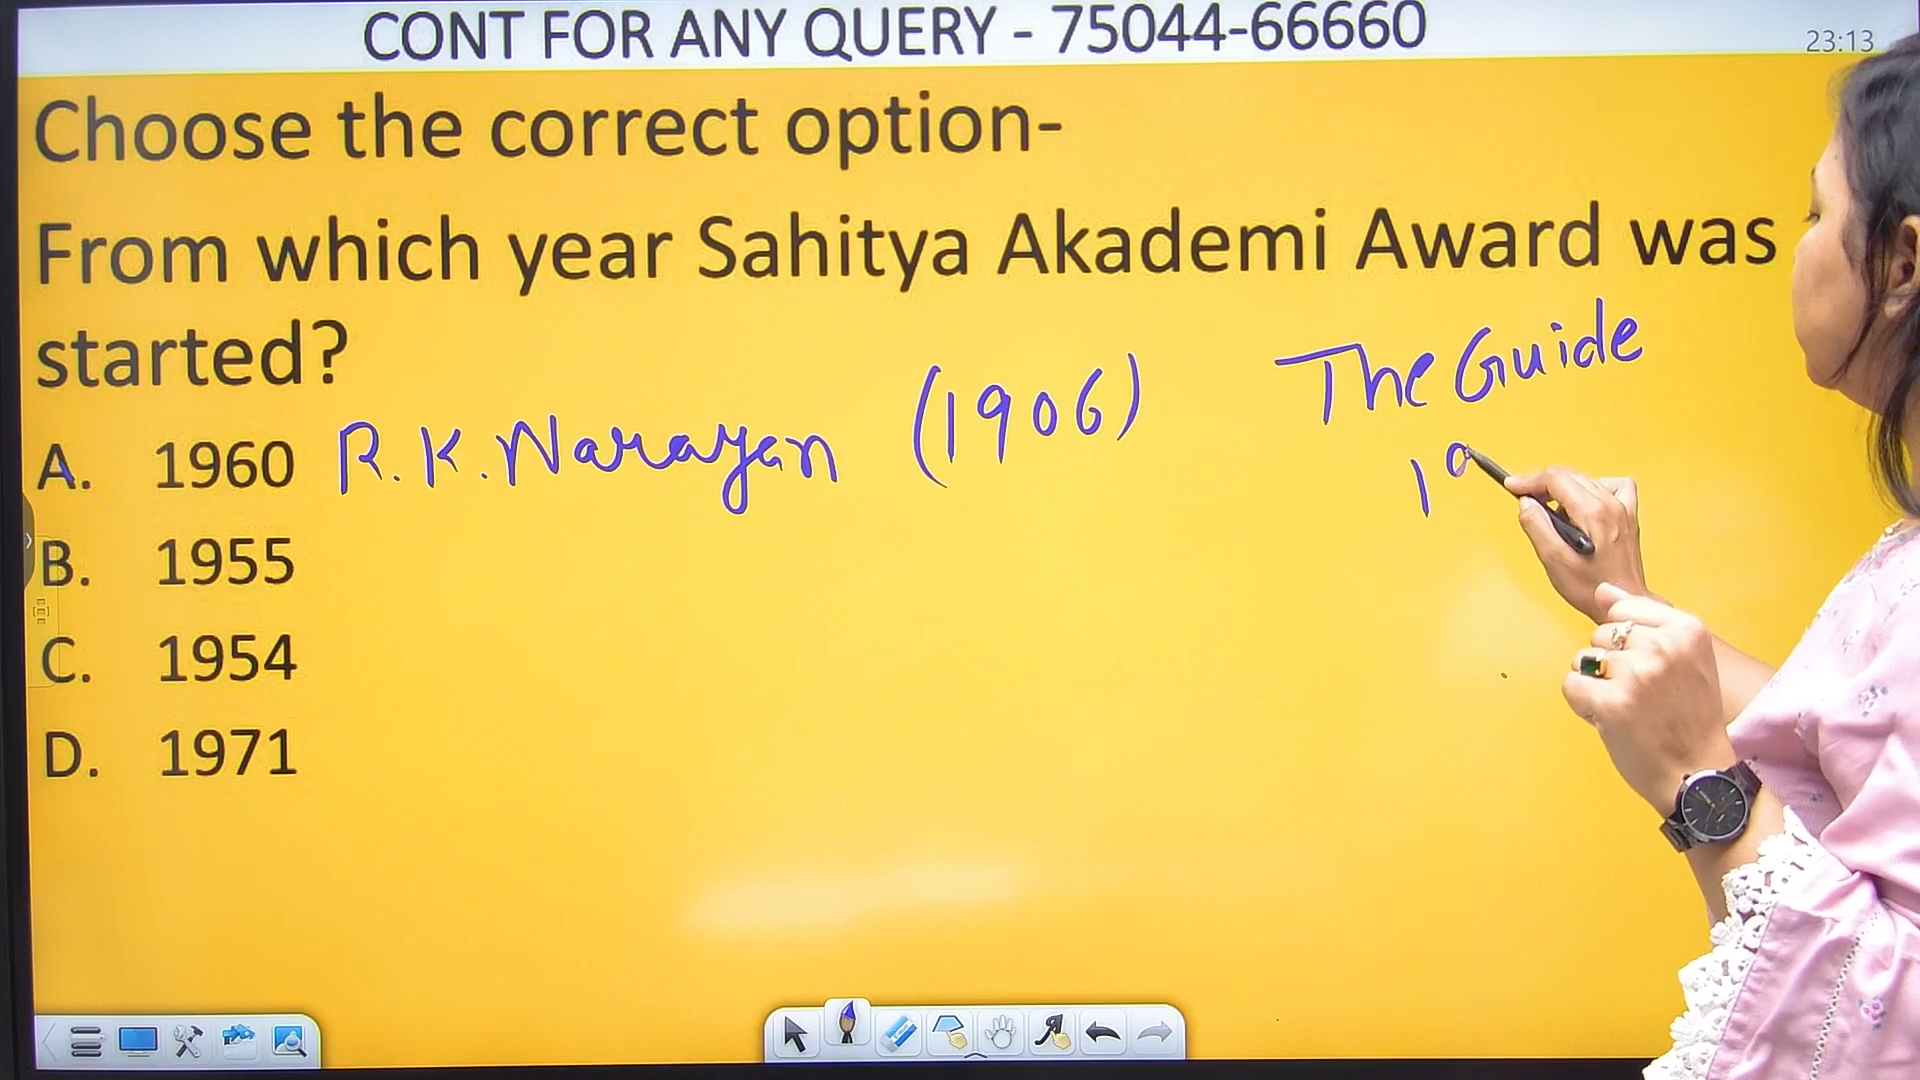 CONT FOR ANY QUERY - 75044-66660
23:13
Choose the correct option-
From which year Sahitya Akademi Award was
started?
The Guide
19
A. 1960 R.K. Narayan (1906)
B. 1955
C. 1954
D. 1971